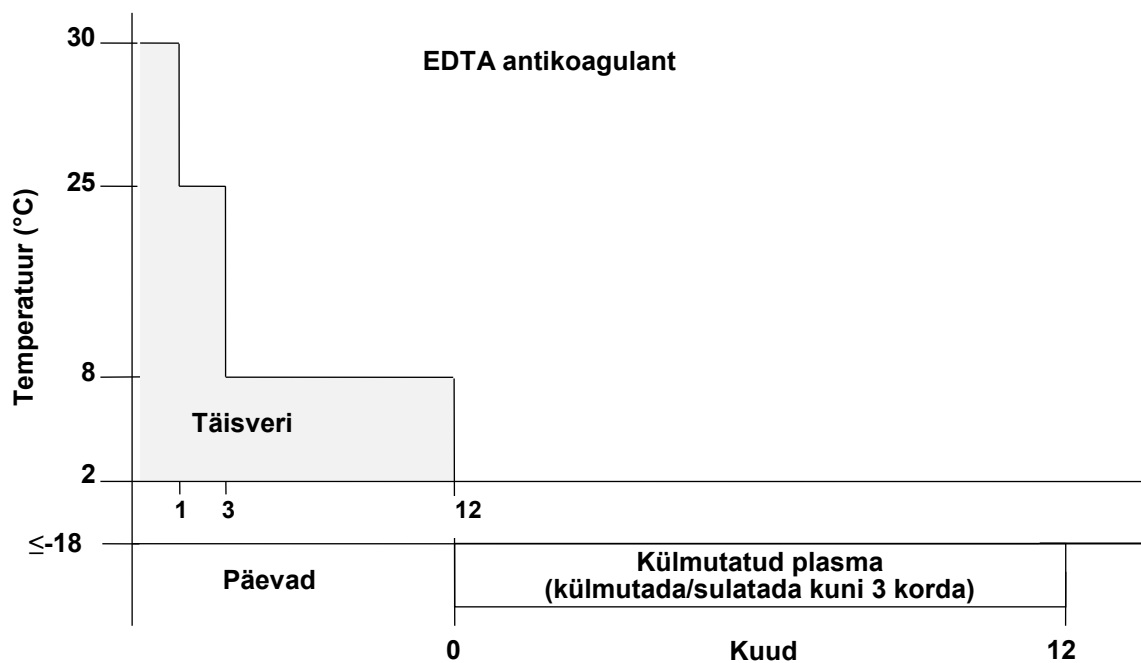 EDTA antikoagulant
Temperatuur (°C)
30
25
8
2
≤-18
Täisveri
1 3 12
Päevad
Külmutatud plasma
(külmutada/sulatada kuni 3 korda)
0 Kuud 12